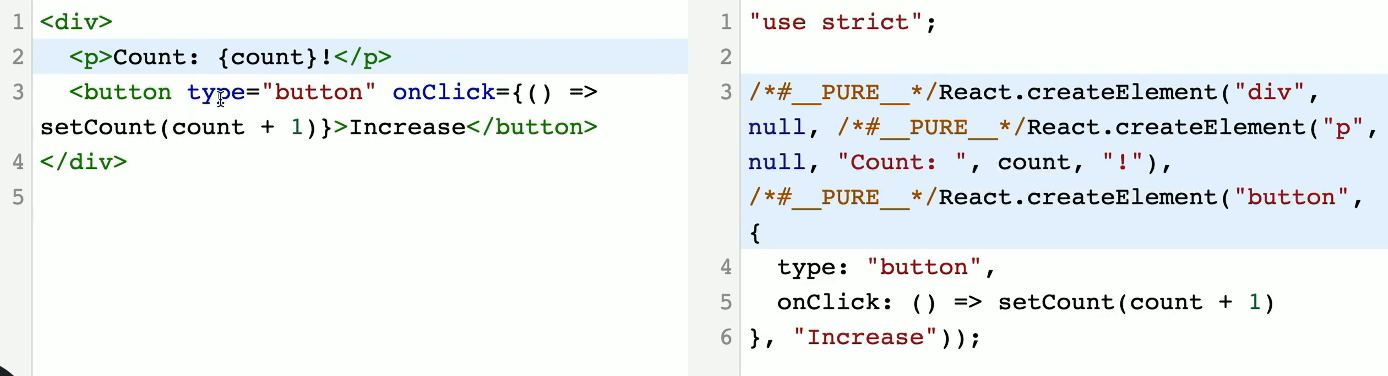 1 <div>
2   <p>Count: {count}!</p>
3   <button type="button" onClick={() =>
setCount(count + 1)}>Increase</button>
4 </div>
5
1 "use strict";
2
3 /*#__PURE__*/React.createElement("div",
null, /*#__PURE__*/React.createElement("p",
null, "Count: ", count, "!"),
/*#__PURE__*/React.createElement("button",
{
4   type: "button",
5   onClick: () => setCount(count + 1)
6 }, "Increase"));